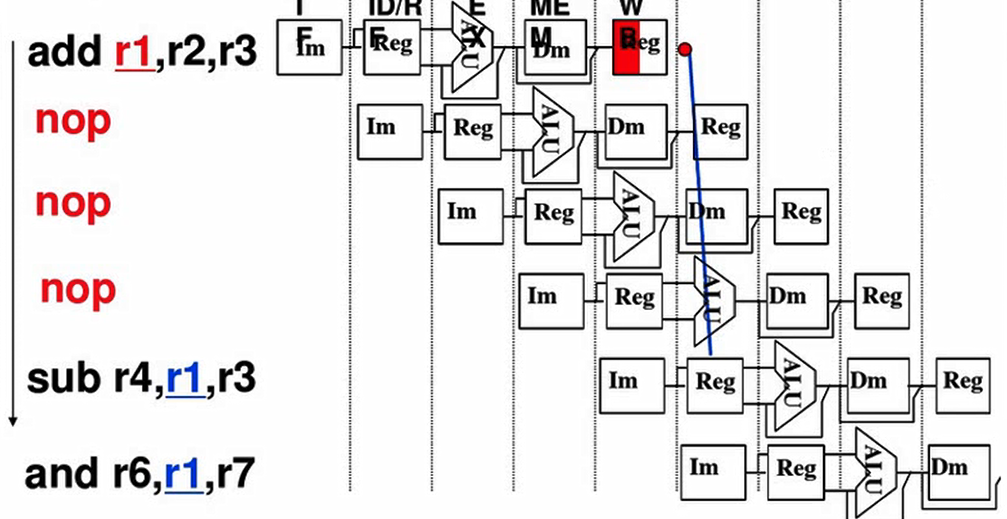 IF ID/RF EX MEM WB
add r1,r2,r3 Im Reg ALU Dm Reg
nop Im Reg ALU Dm Reg
nop Im Reg ALU Dm Reg
nop Im Reg ALU Dm Reg
sub r4,r1,r3 Im Reg ALU Dm Reg
and r6,r1,r7 Im Reg ALU Dm